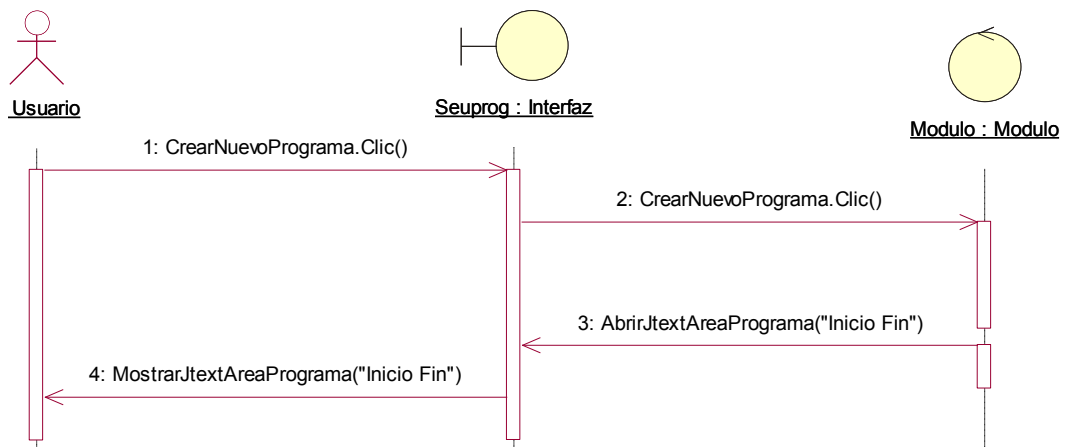 Usuario
Seuprog : Interfaz
Modulo : Modulo
1: CrearNuevoPrograma.Clic()
2: CrearNuevoPrograma.Clic()
3: AbrirJtextAreaPrograma("Inicio Fin")
4: MostrarJtextAreaPrograma("Inicio Fin")